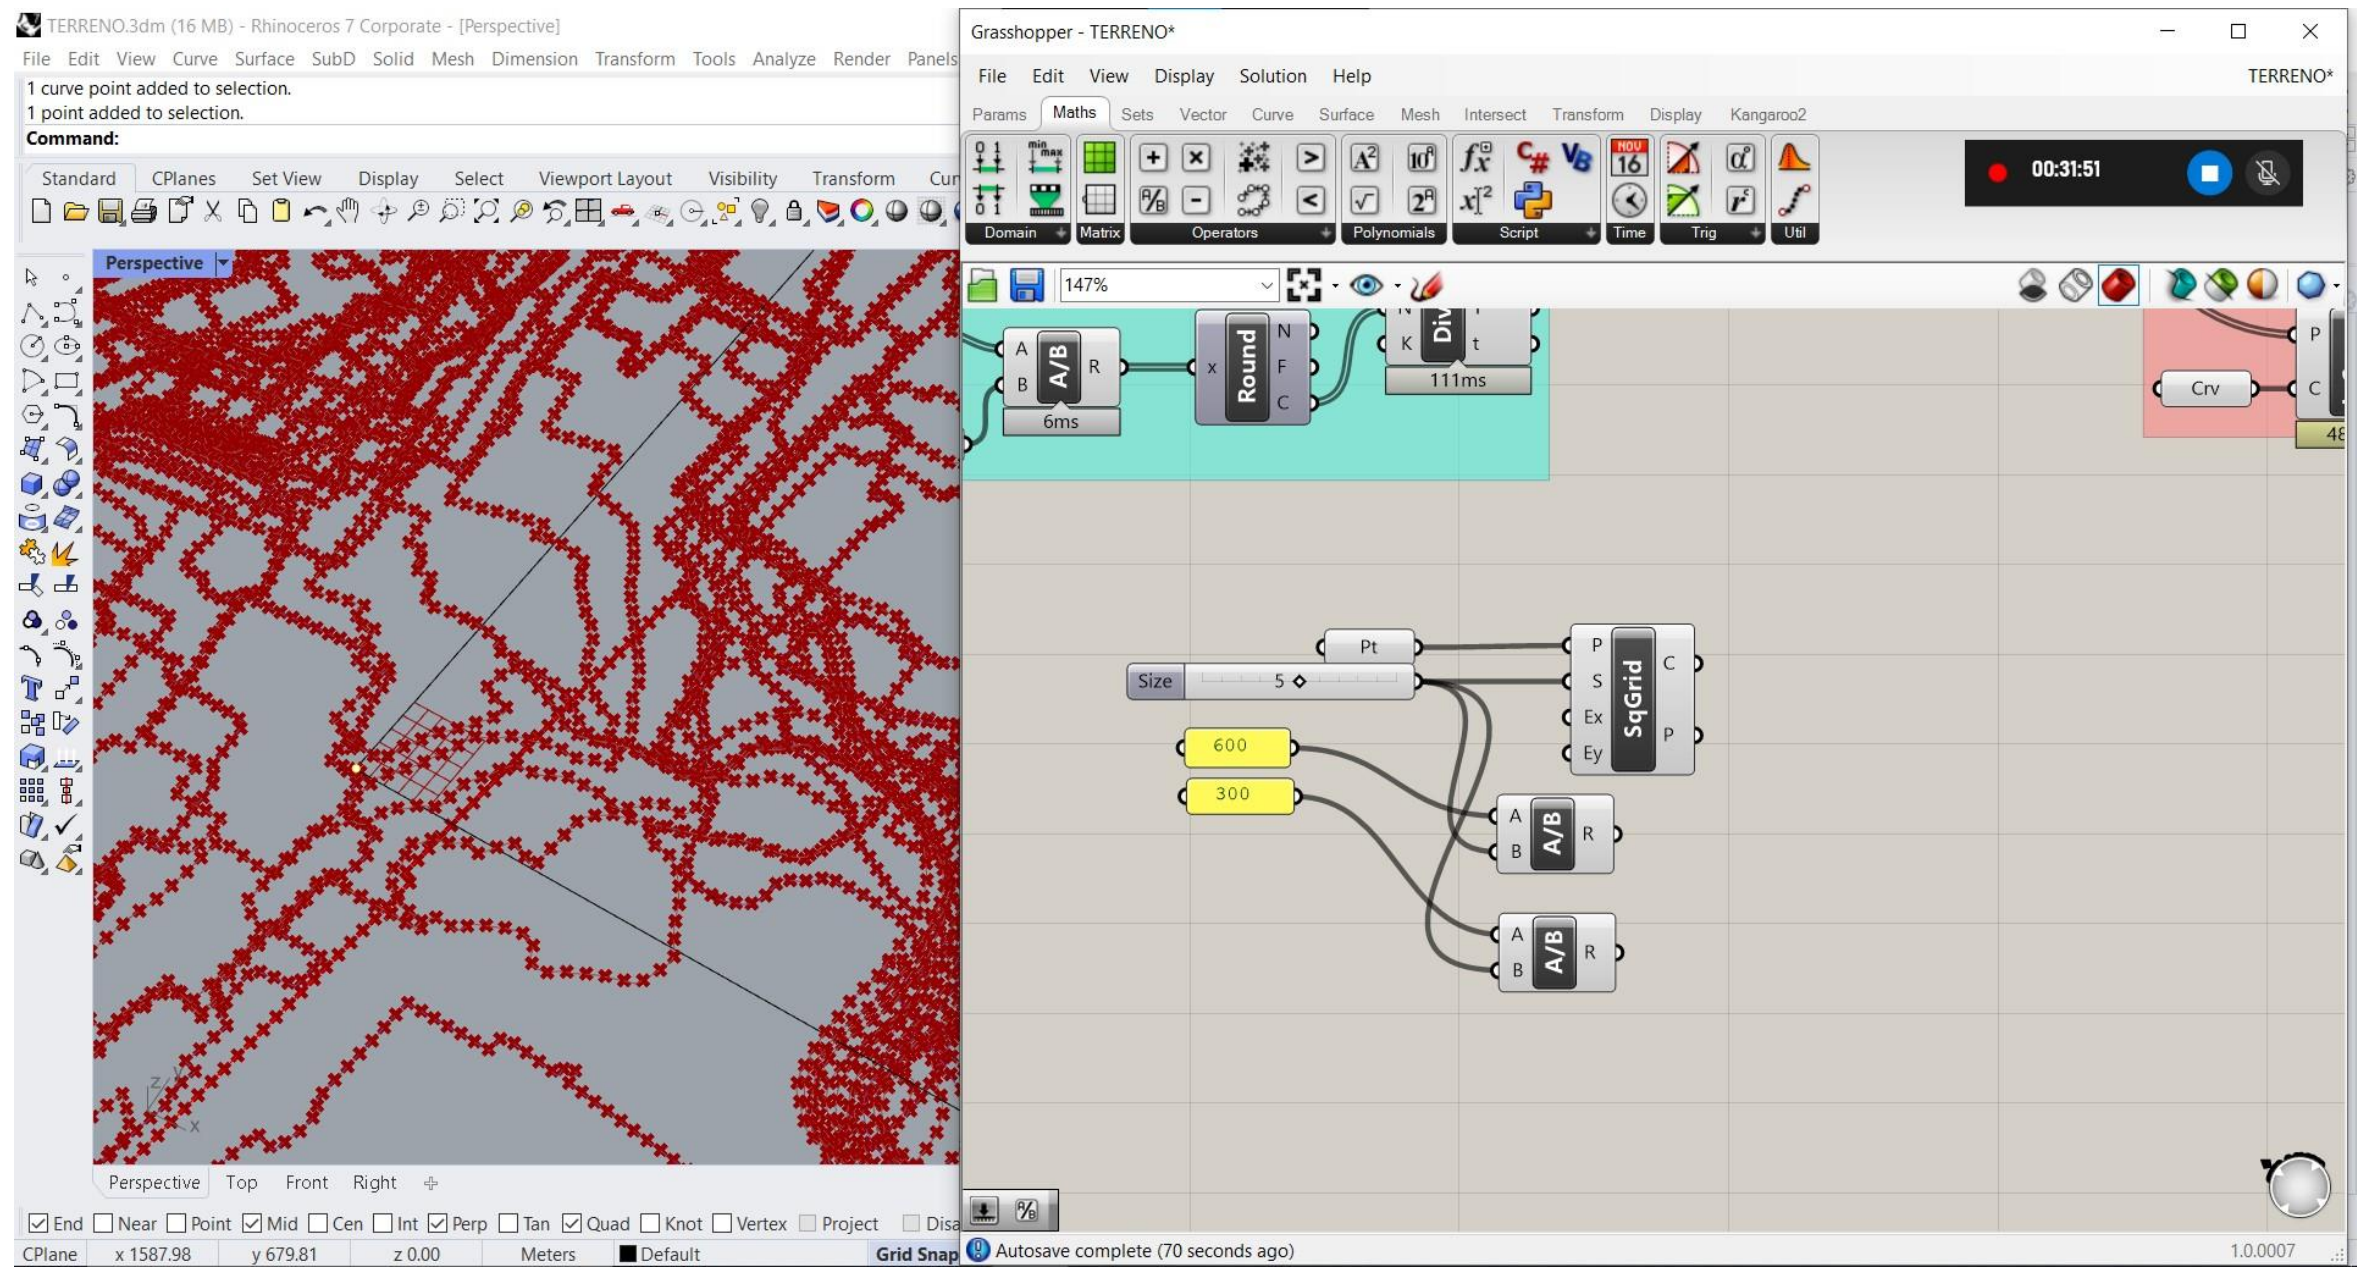 TERRENO.3dm (16 MB) - Rhinoceros 7 Corporate - [Perspective]
File Edit View Curve Surface SubD Solid Mesh Dimension Transform Tools Analyze Render Panels
1 curve point added to selection.
1 point added to selection.
Command:
Standard CPlanes Set View Display Select Viewport Layout Visibility Transform Cur
Perspective
z y
x
Perspective Top Front Right
End Near Point Mid Cen Int Perp Tan Quad Knot Vertex Project Disa
CPlane x 1587.98 y 679.81 z 0.00 Meters Default Grid Snap
Grasshopper - TERRENO*
File Edit View Display Solution Help TERRENO*
Params Maths Sets Vector Curve Surface Mesh Intersect Transform Display Kangaroo2
Domain Matrix Operators Polynomials Script Time Trig Util
00:31:51
147%
A
B
A/B
R
6ms
x
Round
N
F
C
N
K
Div
T
t
111ms
P
Crv
C
48
Pt
Size 5
600
300
P
S
Ex
Ey
SqGrid
C
P
A
B
A/B
R
A
B
A/B
R
Autosave complete (70 seconds ago) 1.0.0007